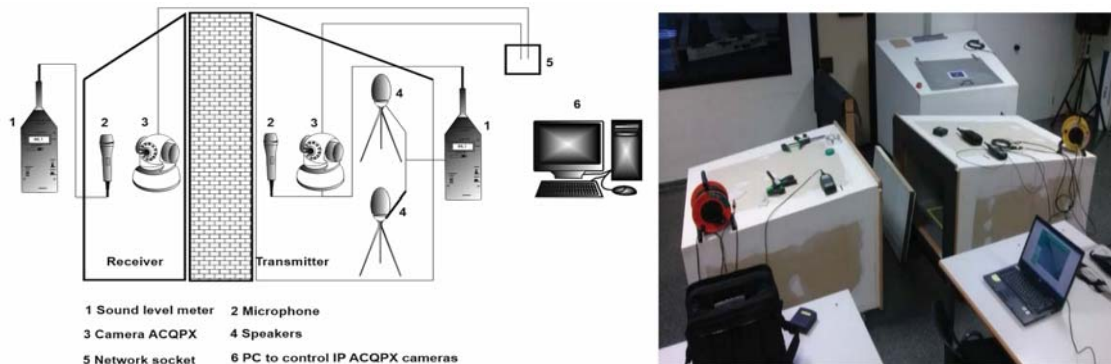 5
4
6
1 2 3 2 3 1
4
Receiver Transmitter
1 Sound level meter 2 Microphone
3 Camera ACQPX 4 Speakers
5 Network socket 6 PC to control IP ACQPX cameras